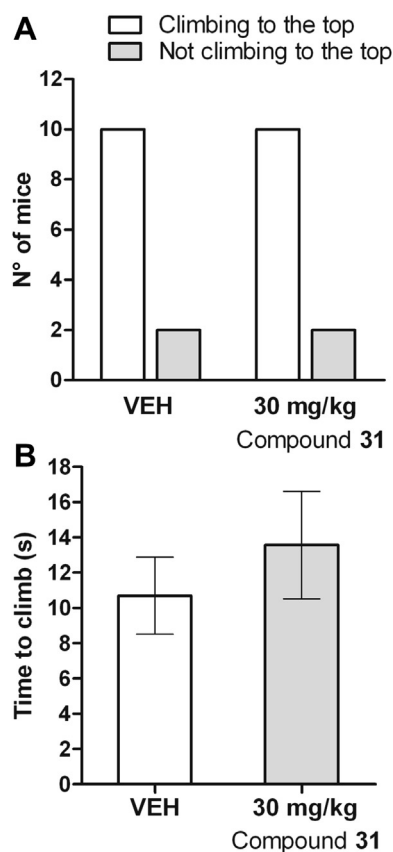 A
Climbing to the top
Not climbing to the top
N° of mice
12
10
8
6
4
2
0
VEH
30 mg/kg
Compound 31
B
Time to climb (s)
18
16
14
12
10
8
6
4
2
0
VEH
30 mg/kg
Compound 31